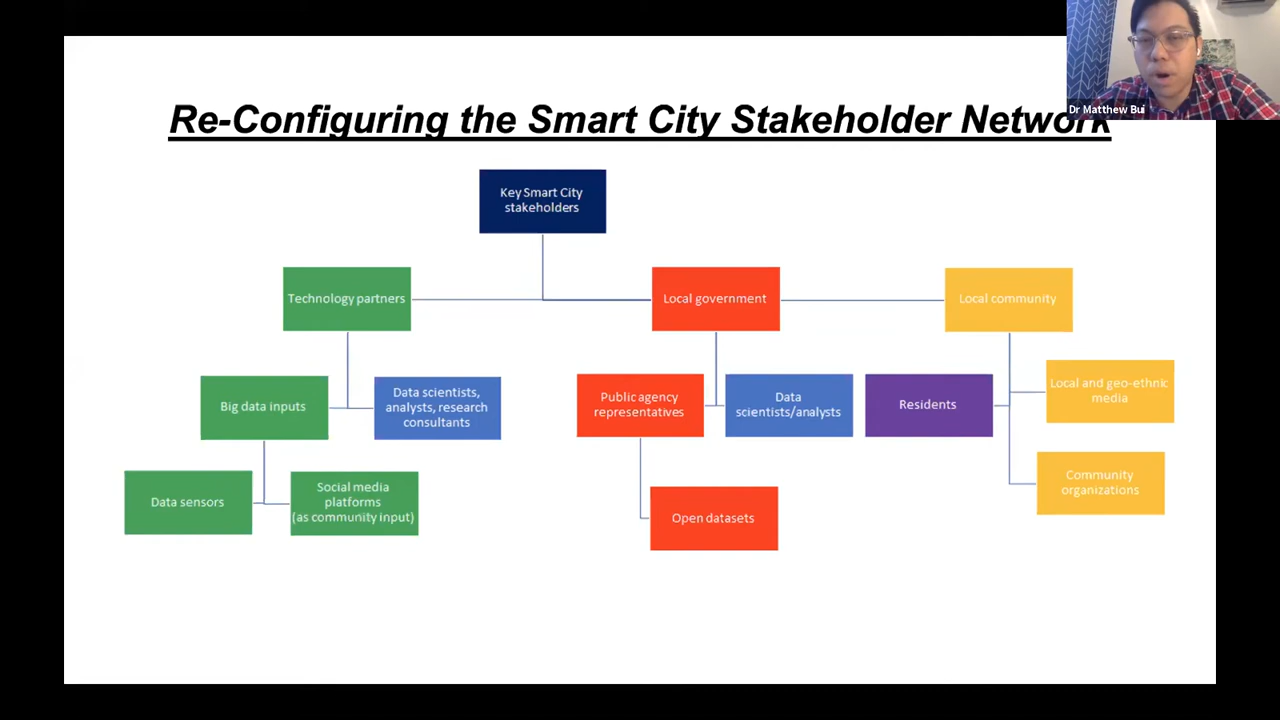 Dr Matthew Bui
Re-Configuring the Smart City Stakeholder Network
Key Smart City
stakeholders
Technology partners
Local government
Local community
Big data inputs
Data scientists,
analysts, research
consultants
Public agency
representatives
Data
scientists/analysts
Residents
Local and geo-ethnic
media
Data sensors
Social media
platforms
(as community input)
Open datasets
Community
organizations